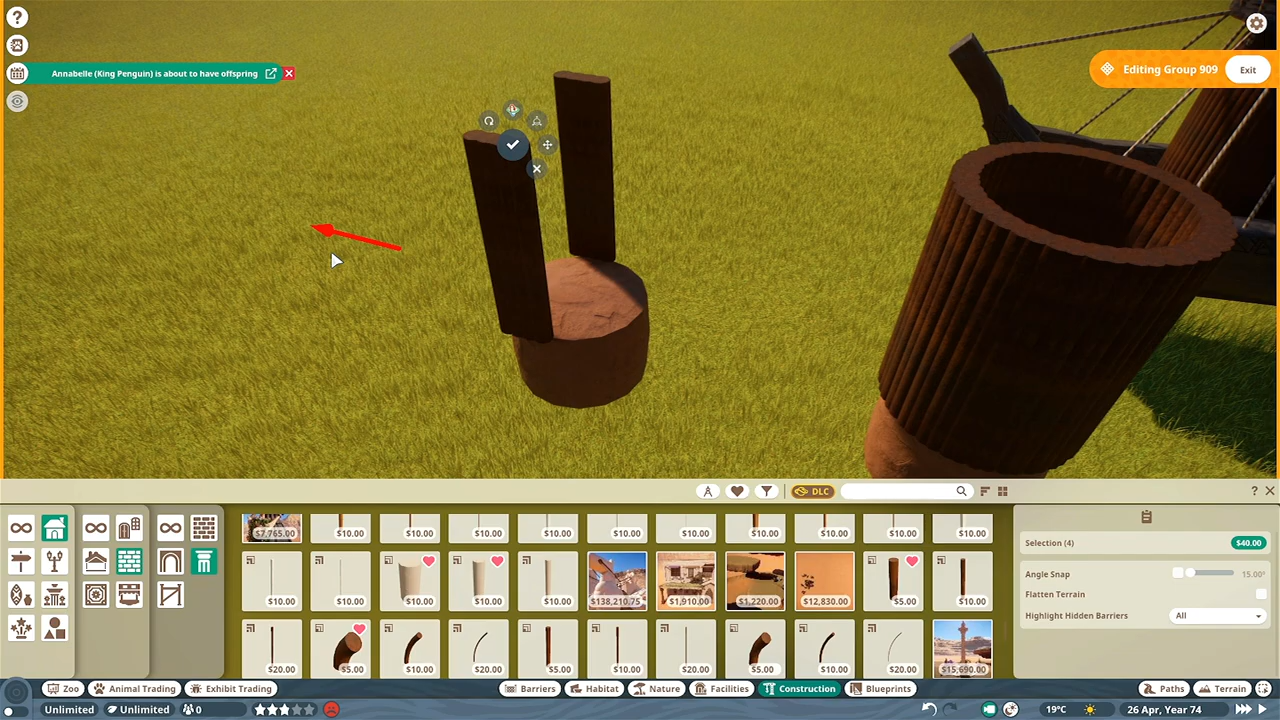 ?
Annabelle (King Penguin) is about to have offspring
Editing Group 909
Exit
DLC
?
$7,765.00 $10.00 $10.00 $10.00 $10.00 $10.00 $10.00 $10.00 $10.00 $10.00 $10.00
$10.00 $10.00 $10.00 $10.00 $10.00 $138,210.75 $1,910.00 $1,220.00 $12,830.00 $5.00 $10.00
$20.00 $5.00 $10.00 $20.00 $5.00 $10.00 $20.00 $5.00 $10.00 $20.00 $15,690.00
Selection (4) $40.00
Angle Snap 15.00°
Flatten Terrain
Highlight Hidden Barriers All
Zoo Animal Trading Exhibit Trading Barriers Habitat Nature Facilities Construction Blueprints Paths Terrain
Unlimited Unlimited 0 19°C 26 Apr, Year 74